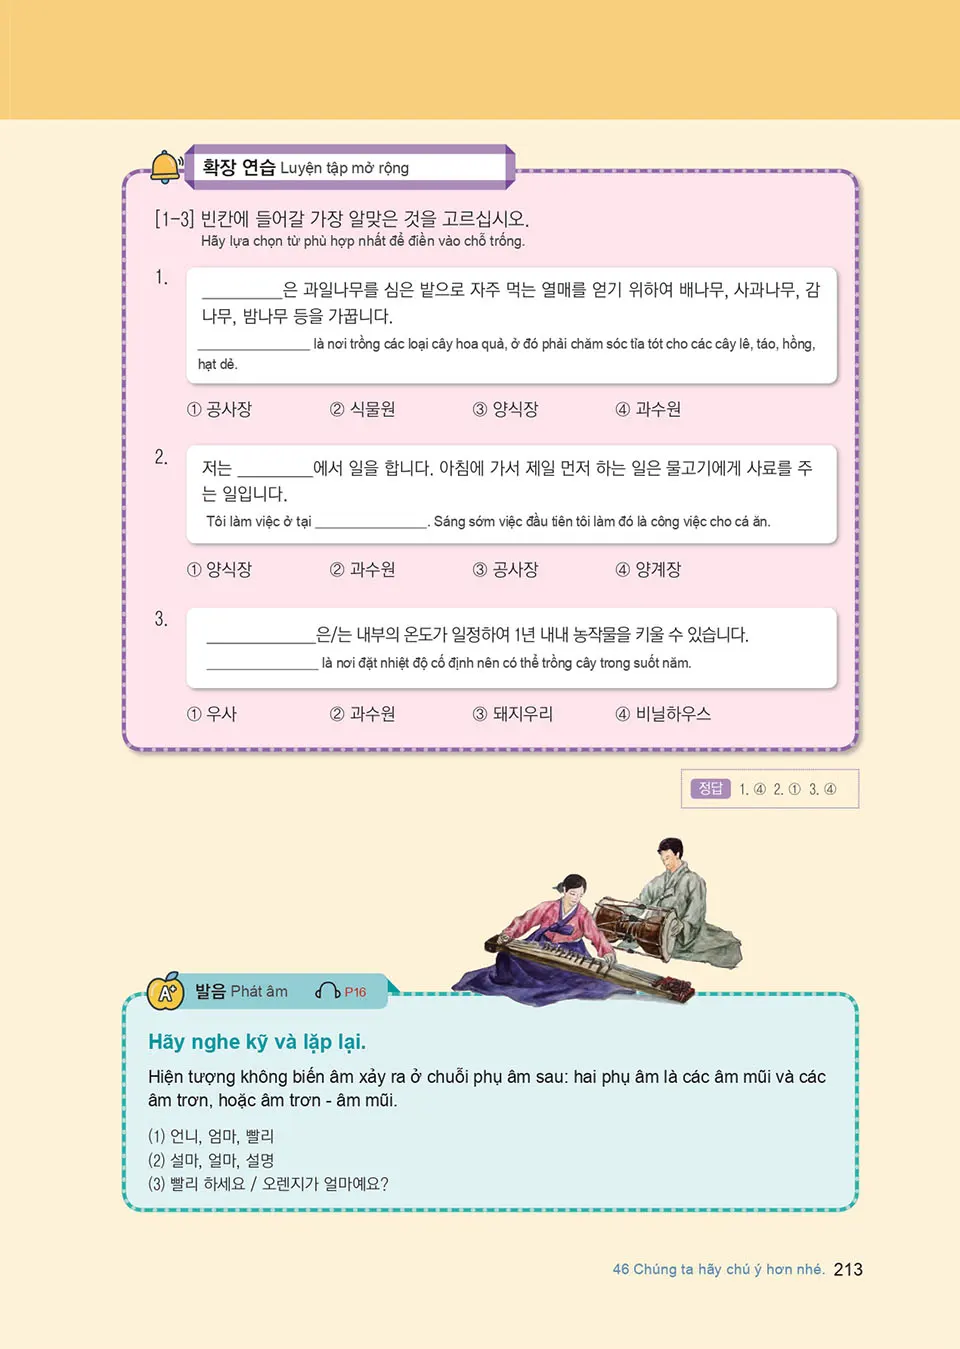 확장 연습 Luyện tập mở rộng
[1-3] 빈칸에 들어갈 가장 알맞은 것을 고르십시오.
Hãy lựa chọn từ phù hợp nhất để điền vào chỗ trống.
1.
__________은 과일나무를 심은 밭으로 자주 먹는 열매를 얻기 위하여 배나무, 사과나무, 감
나무, 밤나무 등을 가꿉니다.
______________ là nơi trồng các loại cây hoa quả, ở đó phải chăm sóc tỉa tót cho các cây lê, táo, hồng,
hạt dẻ.
① 공사장 ② 식물원 ③ 양식장 ④ 과수원
2.
저는 _________에서 일을 합니다. 아침에 가서 제일 먼저 하는 일은 물고기에게 사료를 주
는 일입니다.
Tôi làm việc ở tại ______________. Sáng sớm việc đầu tiên tôi làm đó là công việc cho cá ăn.
① 양식장 ② 과수원 ③ 공사장 ④ 양계장
3.
_____________은/는 내부의 온도가 일정하여 1년 내내 농작물을 키울 수 있습니다.
______________ là nơi đặt nhiệt độ cố định nên có thể trồng cây trong suốt năm.
① 우사 ② 과수원 ③ 돼지우리 ④ 비닐하우스
정답 1. ④ 2. ① 3. ④
A+ 발음 Phát âm P16
Hãy nghe kỹ và lặp lại.
Hiện tượng không biến âm xảy ra ở chuỗi phụ âm sau: hai phụ âm là các âm mũi và các
âm trơn, hoặc âm trơn - âm mũi.
(1) 언니, 엄마, 빨리
(2) 설마, 얼마, 설명
(3) 빨리 하세요 / 오렌지가 얼마예요?
46 Chúng ta hãy chú ý hơn nhé. 213